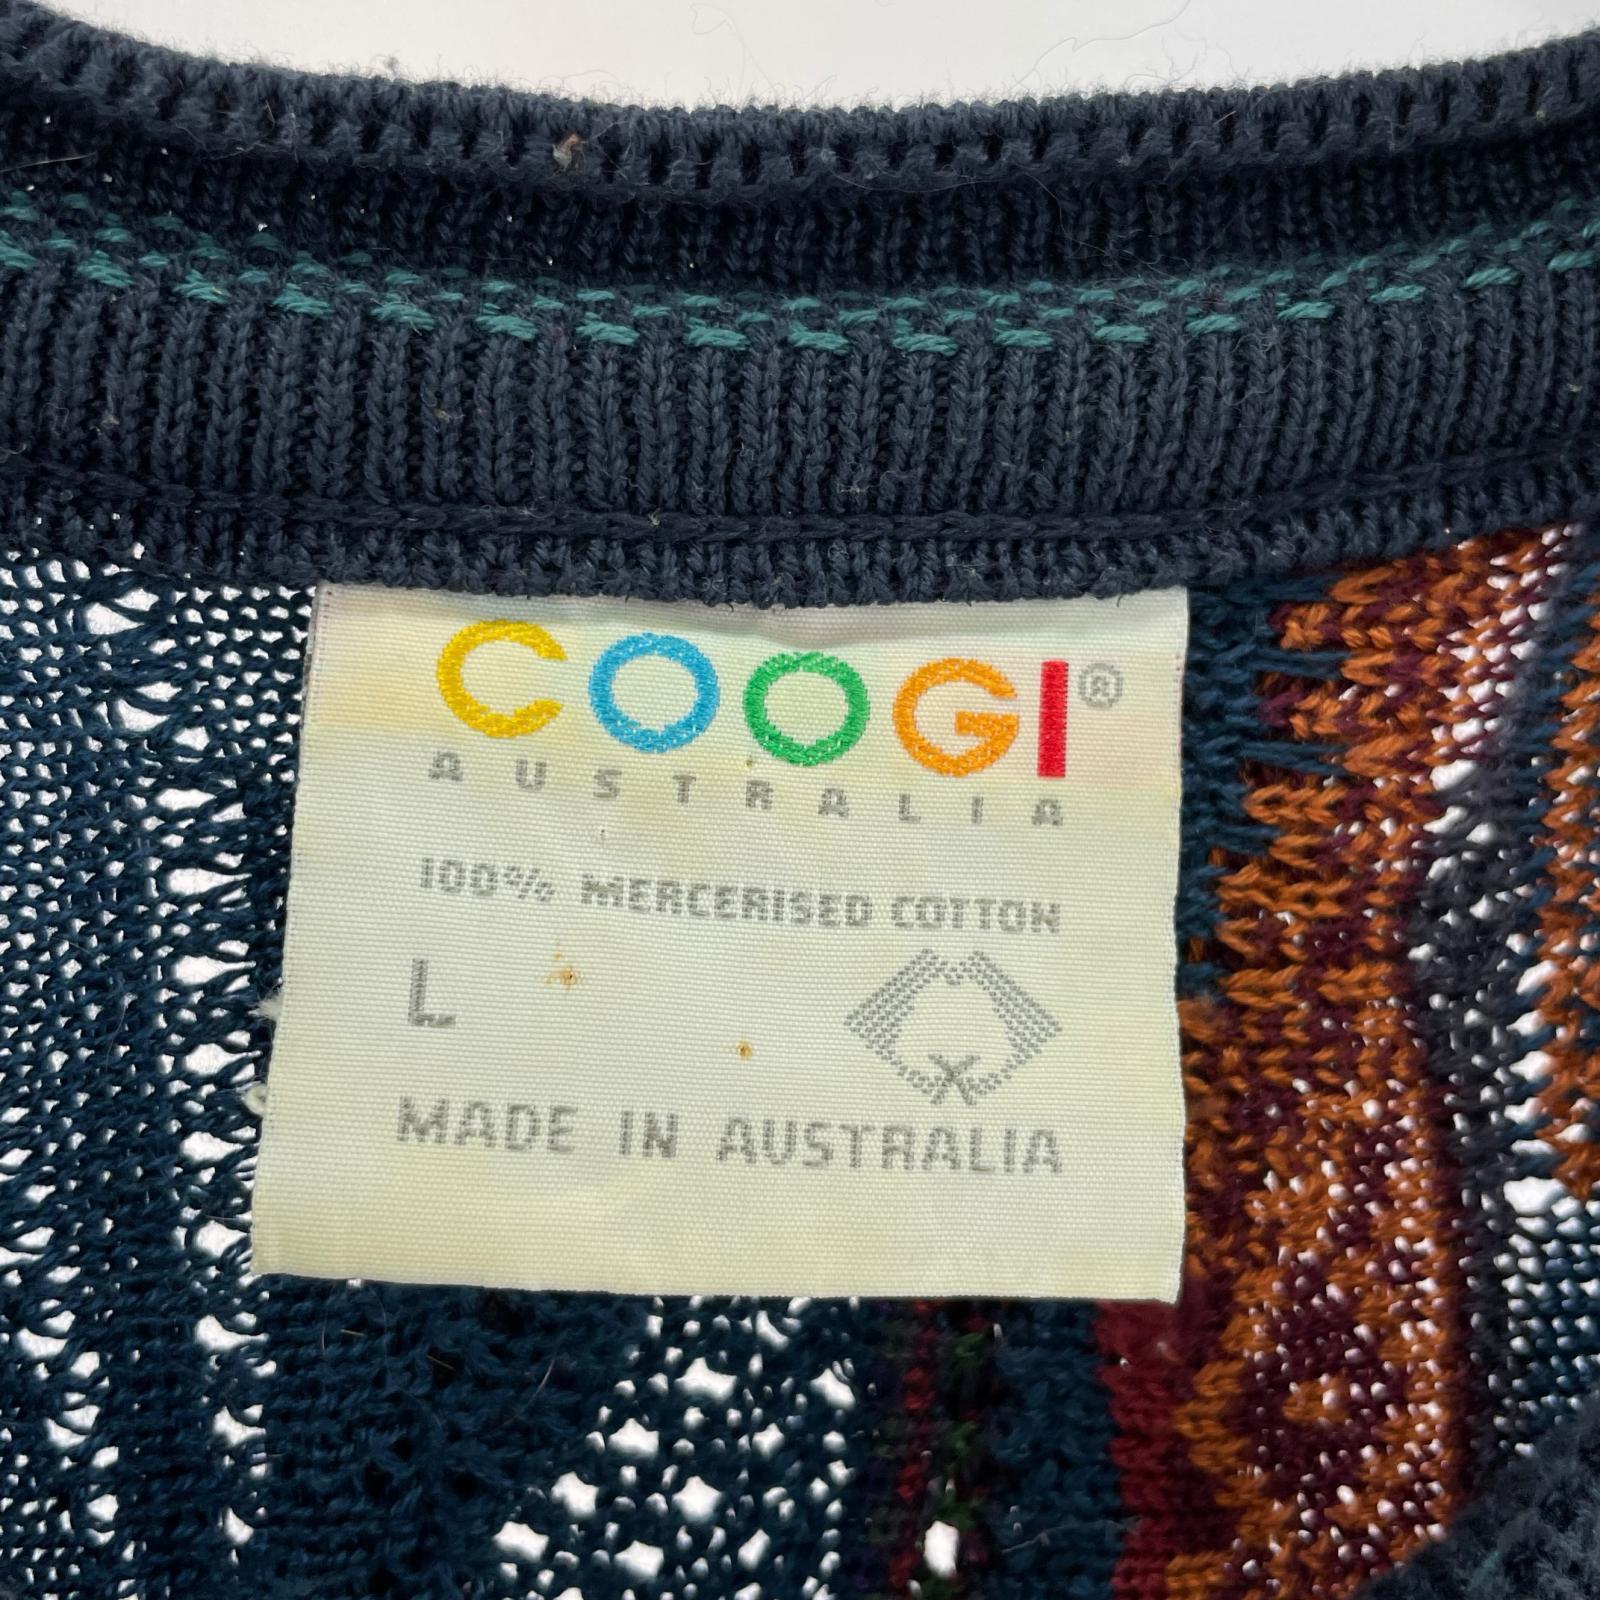 COOGI®
AUSTRALIA
100% MERCERISED COTTON
L
MADE IN AUSTRALIA